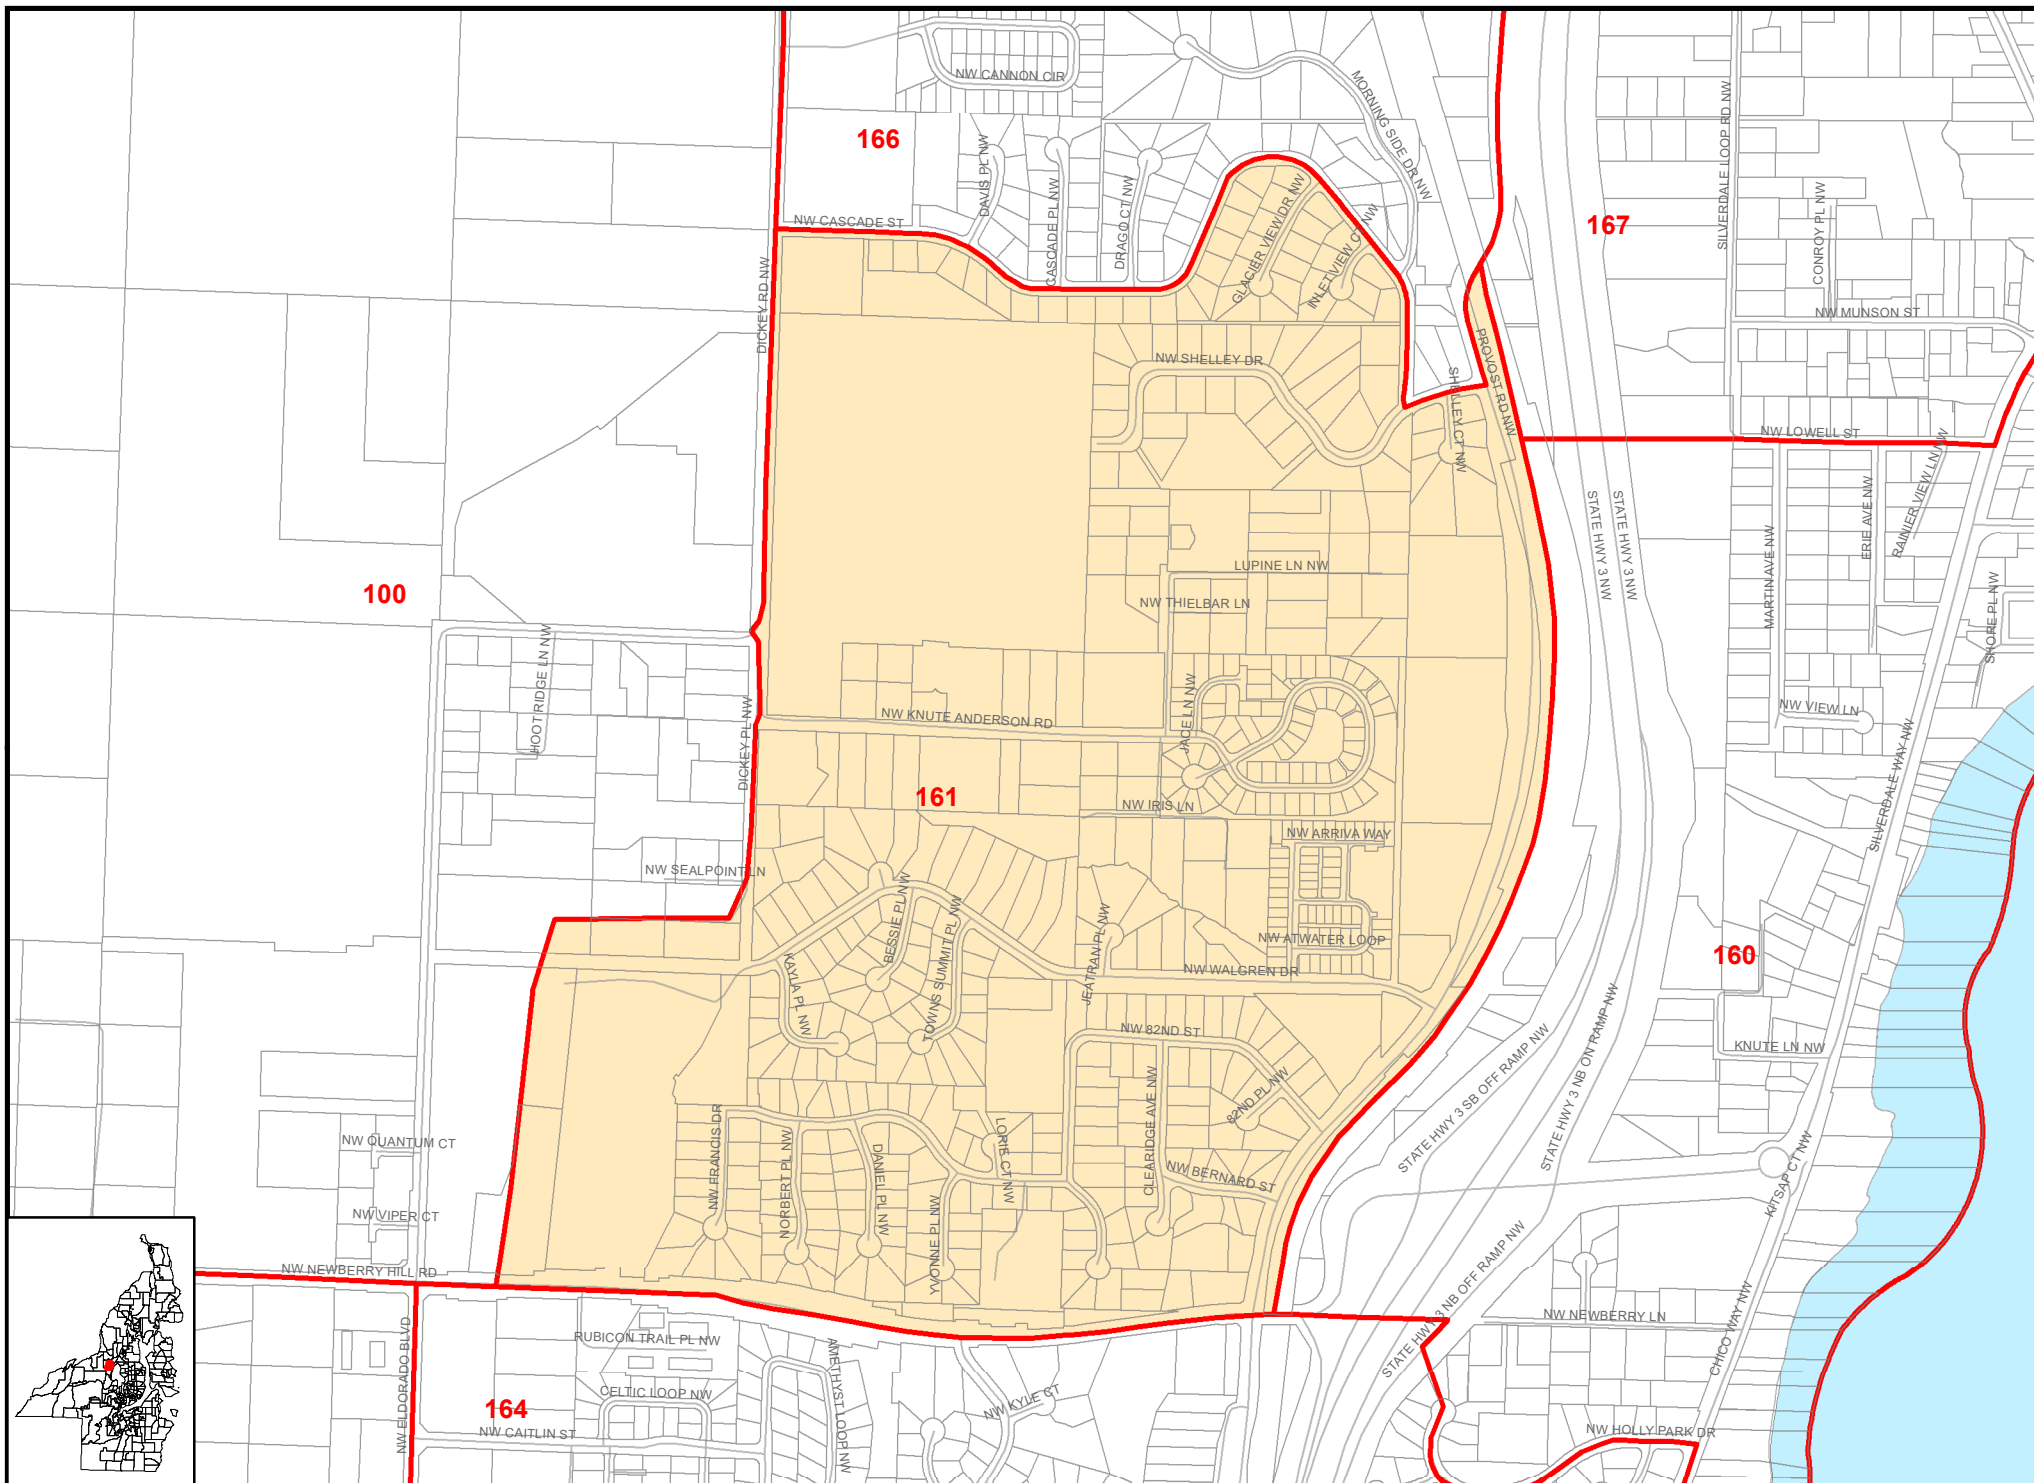 NW CANNON CIR
MORNING SIDE DR NW
SILVERDALE LOOP RD NW
166
DAVIS PL NW
CASCADE PL NW
DRAGO CT NW
GLACIER VIEW DR NW
INLET VIEW CT NW
167
CONROY PL NW
NW CASCADE ST
DICKEY RD NW
NW MUNSON ST
PROVOST RD NW
NW SHELLEY DR
SHELLEY CT NW
NW LOWELL ST
RAINIER VIEW LN NW
ERIE AVE NW
MARTIN AVE NW
STATE HWY 3 NW
STATE HWY 3 NW
LUPINE LN NW
NW THIELBAR LN
100
SHORE PL NW
HOOT RIDGE LN NW
DICKEY PL NW
JACE LN NW
NW KNUTE ANDERSON RD
NW VIEW LN
SILVERDALE WAY NW
161
NW IRIS LN
NW ARRIVA WAY
NW SEALPOINT LN
BESSIE PL NW
TOWNS SUMMIT PL NW
JEATRAN PL NW
NW ATWATER LOOP
160
KAYLA PL NW
NW WALGREN DR
NW 82ND ST
KNUTE LN NW
STATE HWY 3 SB OFF RAMP NW
STATE HWY 3 NB ON RAMP NW
82ND PL NW
CLEARIDGE AVE NW
NW FRANCIS DR
NORBERT PL NW
DANIEL PL NW
LORIE CT NW
NW BERNARD ST
YVONNE PL NW
NW QUANTUM CT
NW VIPER CT
KITSAP CT NW
NW NEWBERRY HILL RD
STATE HWY 3 NB OFF RAMP NW
NW NEWBERRY LN
CHICO WAY NW
RUBICON TRAIL PL NW
NW ELDORADO BLVD
AMETHYST LOOP NW
CELTIC LOOP NW
164
NW KYLE CT
NW CAITLIN ST
NW HOLLY PARK DR